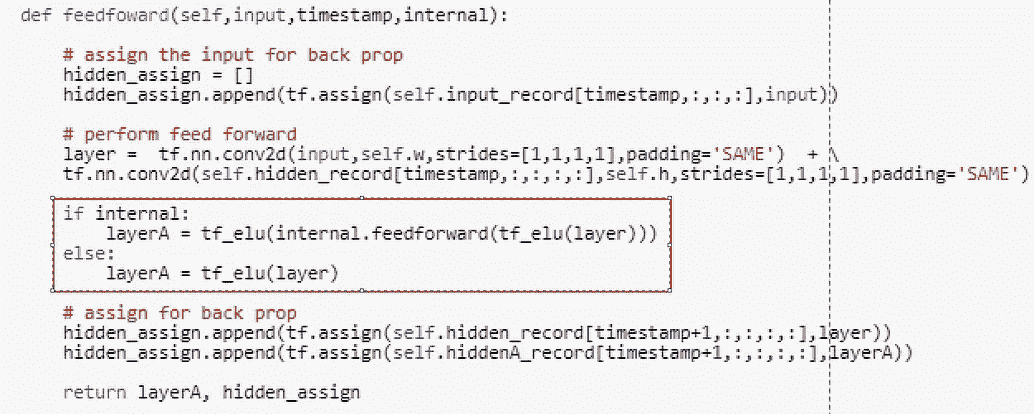 def feedfoward(self,input,timestamp,internal):
# assign the input for back prop
hidden_assign = []
hidden_assign.append(tf.assign(self.input_record[timestamp,:,:,:],input))
# perform feed forward
layer =  tf.nn.conv2d(input,self.w,strides=[1,1,1,1],padding='SAME')  + \
tf.nn.conv2d(self.hidden_record[timestamp,:,:,:,:],self.h,strides=[1,1,1,1],padding='SAME')
if internal:
layerA = tf_elu(internal.feedforward(tf_elu(layer)))
else:
layerA = tf_elu(layer)
# assign for back prop
hidden_assign.append(tf.assign(self.hidden_record[timestamp+1,:,:,:,:],layer))
hidden_assign.append(tf.assign(self.hiddenA_record[timestamp+1,:,:,:,:],layerA))
return layerA, hidden_assign